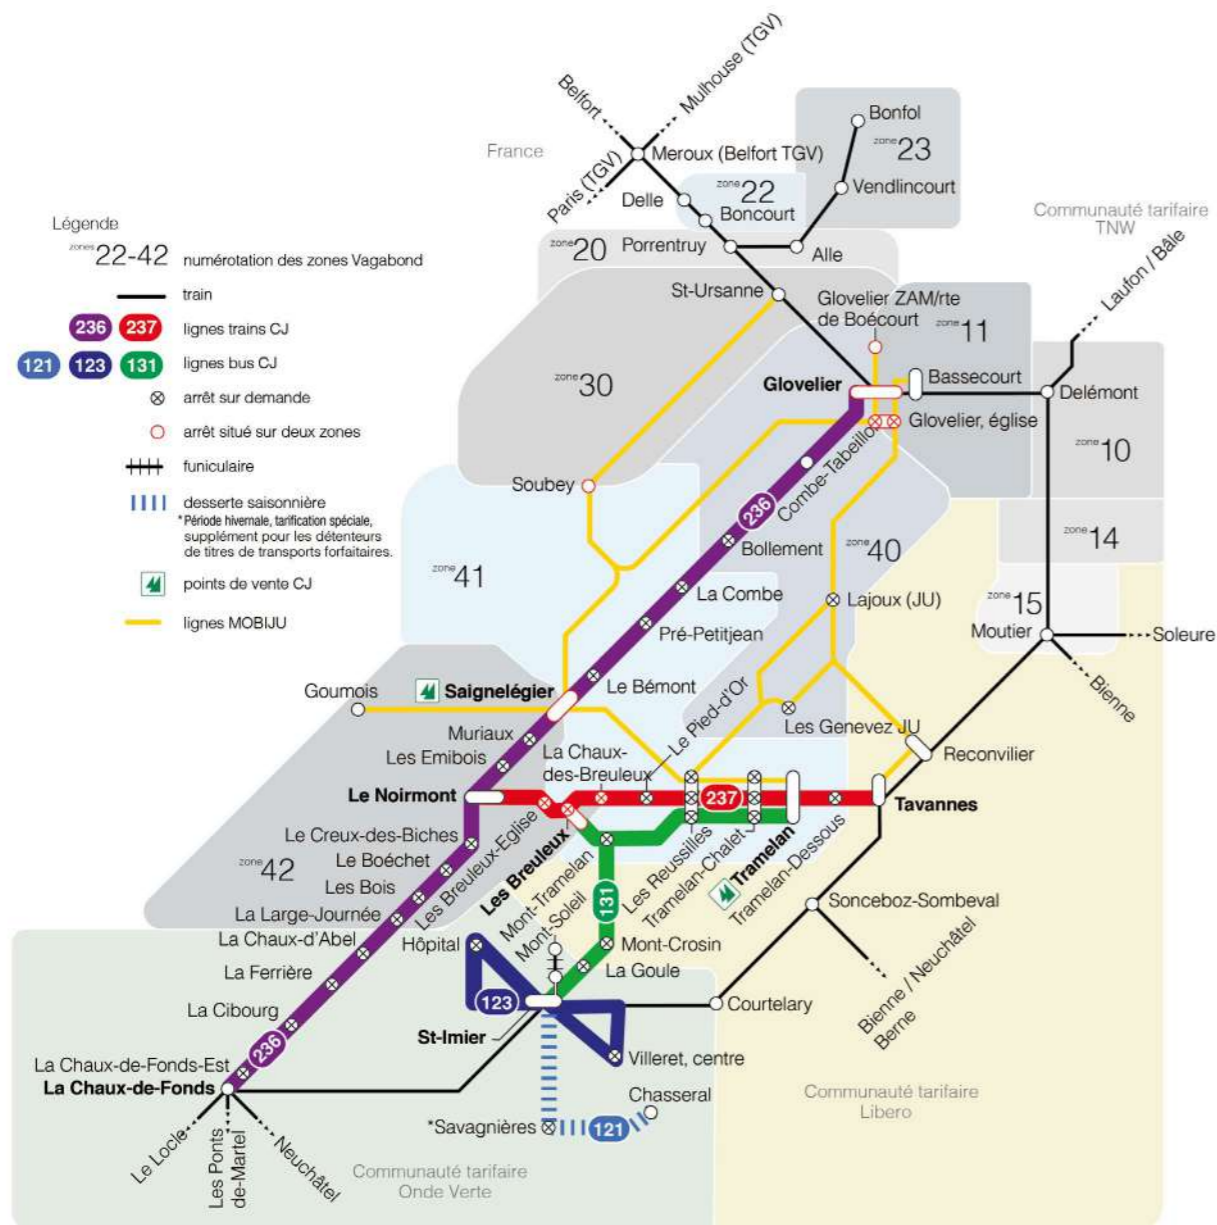 Belfort
Mulhouse (TGV)
France
Meroux (Belfort TGV)
Paris (TGV)
Bonfol
zone 23
Vendlincourt
zone 22
Delle
Boncourt
Communauté tarifaire
TNW
Légende
zones 22-42 numérotation des zones Vagabond
train
236 237 lignes trains CJ
121 123 131 lignes bus CJ
arrêt sur demande
arrêt situé sur deux zones
funiculaire
desserte saisonnière
*Période hivernale, tarification spéciale,
supplément pour les détenteurs
de titres de transports forfaitaires.
points de vente CJ
lignes MOBIJU
zone 20
Porrentruy
Alle
Laufon / Bâle
St-Ursanne
Glovelier ZAM/rte
de Boécourt
zone 11
zone 30
Glovelier
Bassecourt
Delémont
Glovelier, église
zone 10
Combe-Tabeillon
Soubey
236
Bollement
zone 40
zone 14
zone 41
La Combe
Lajoux (JU)
zone 15
Pré-Petitjean
Moutier
Soleure
Bienne
Le Bémont
Goumois
Saignelégier
Le Pied-d'Or
Les Genevez JU
Muriaux
Les Emibois
La Chaux-
des-Breuleux
Reconvilier
Le Noirmont
237
Tavannes
Le Creux-des-Biches
Les Breuleux-Eglise
Les Breuleux
Mont-Tramelan
Mont-Soleil
Les Reussilles
Tramelan-Chalet
Tramelan
Tramelan-Dessous
Le Boéchet
zone 42
Les Bois
La Large-Journée
131
Sonceboz-Sombeval
La Chaux-d'Abel
Hôpital
Mont-Crosin
La Ferrière
La Goule
Bienne / Neuchâtel
Berne
La Cibourg
123
Courtelary
St-Imier
236
La Chaux-de-Fonds-Est
Villeret, centre
La Chaux-de-Fonds
Chasseral
Communauté tarifaire
Libero
*Savagnières
121
Le Locle
Les Ponts
de-Martel
Neuchâtel
Communauté tarifaire
Onde Verte